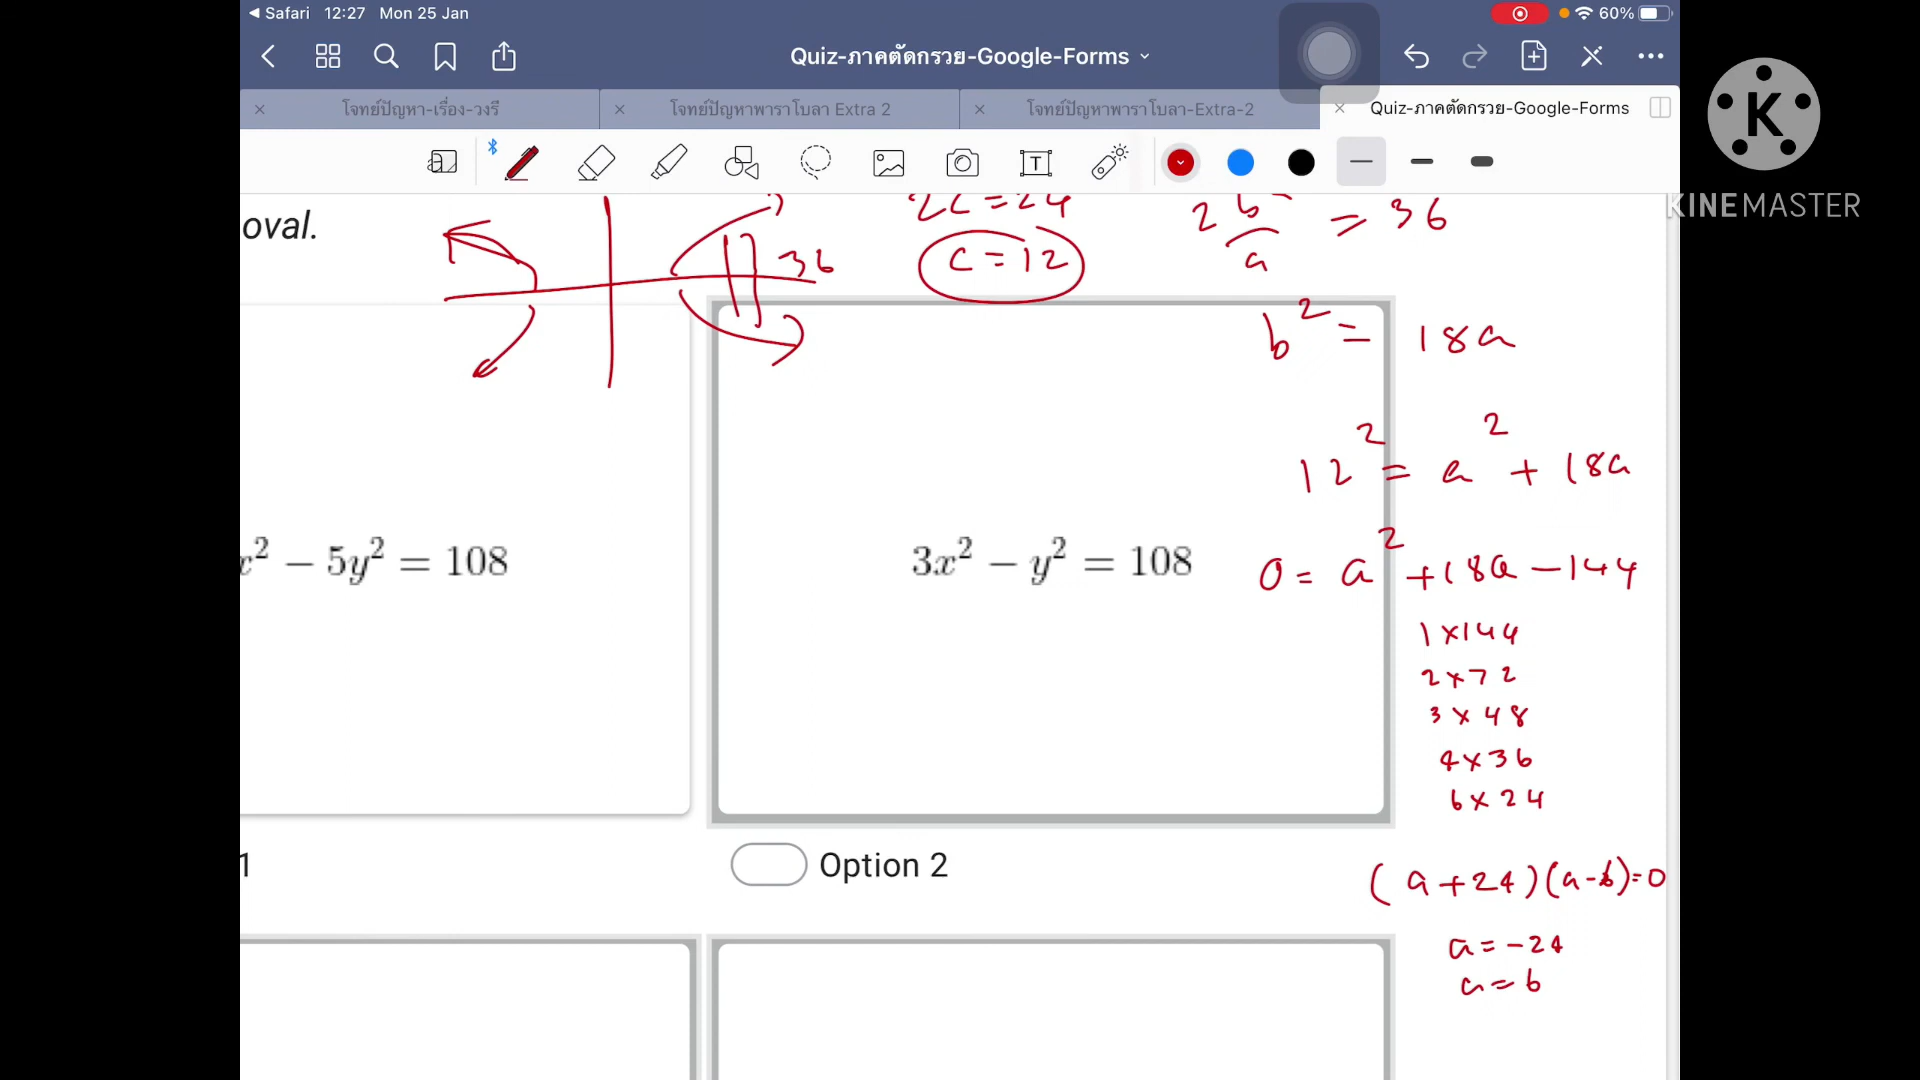 Safari 12:27 Mon 25 Jan 60%
Quiz-ภาคตัดกรวย-Google-Forms
โจทย์ปัญหา-เรื่อง-วงรี
โจทย์ปัญหาพาราโบลา Extra 2
โจทย์ปัญหาพาราโบลา-Extra-2
Quiz-ภาคตัดกรวย-Google-Forms
K
KINEMASTER
T
oval.
36
2c = 24
c = 12
2b²/a = 36
b² = 18a
12² = a² + 18a
x² − 5y² = 108
3x² − y² = 108
0 = a² + 18a − 144
1 × 144
2 × 72
3 × 48
4 × 36
6 × 24
1
Option 2
(a + 24)(a − 6) = 0
a = −24
a = 6